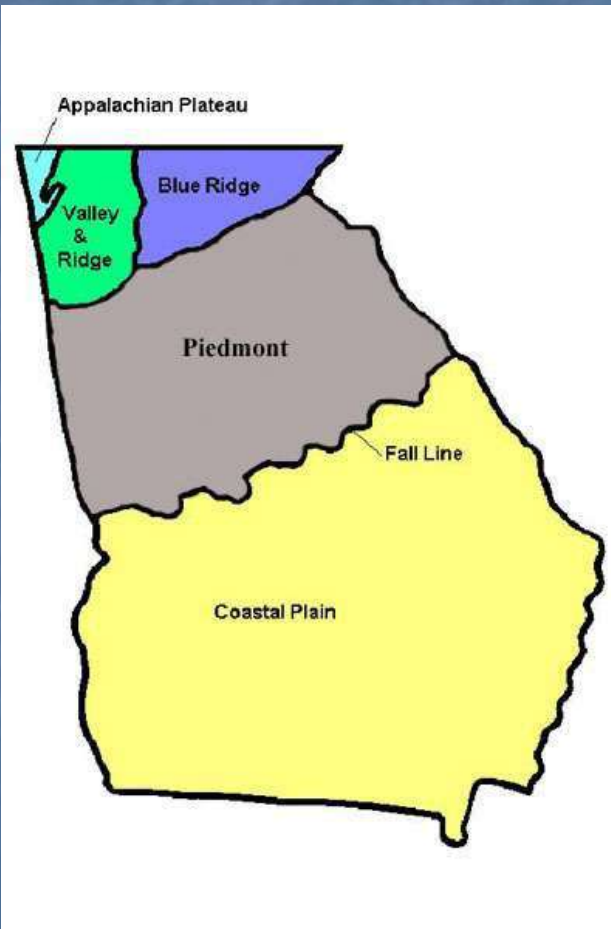 Appalachian Plateau
Blue Ridge
Valley
&
Ridge
Piedmont
Fall Line
Coastal Plain